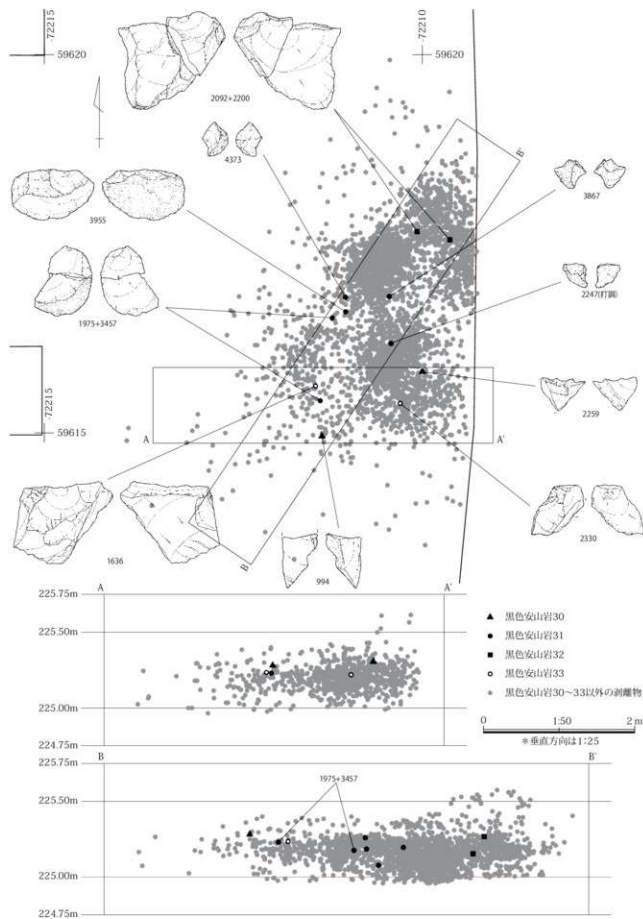 -72215
59620
-72210
59620
2092+2200
4373
B'
3867
3955
2247(打調)
1975+3457
-72215
59615
A
A'
2259
1636
B
994
2330
A
A'
225.75m
225.50m
225.00m
224.75m
▲ 黒色安山岩30
● 黒色安山岩31
■ 黒色安山岩32
○ 黒色安山岩33
● 黒色安山岩30〜33以外の剥離物
0 1:50 2 m
*垂直方向は1:25
B
B'
225.75m
1975+3457
225.50m
225.00m
224.75m